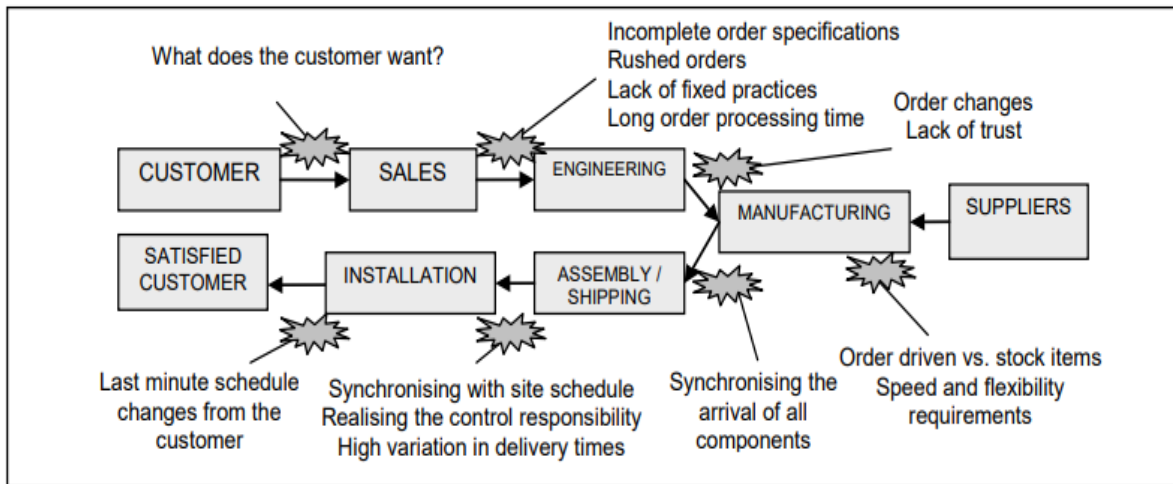 What does the customer want?
Incomplete order specifications
Rushed orders
Lack of fixed practices
Long order processing time
Order changes
Lack of trust
CUSTOMER
SALES
ENGINEERING
MANUFACTURING
SUPPLIERS
SATISFIED
CUSTOMER
INSTALLATION
ASSEMBLY /
SHIPPING
Last minute schedule
changes from the
customer
Synchronising with site schedule
Realising the control responsibility
High variation in delivery times
Synchronising the
arrival of all
components
Order driven vs. stock items
Speed and flexibility
requirements